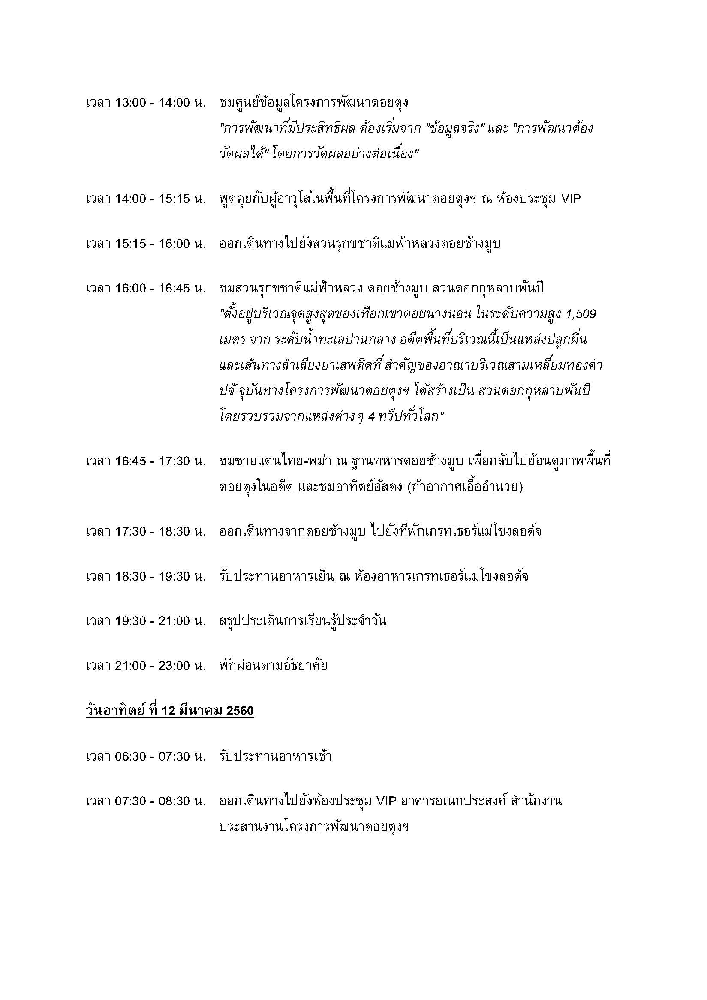 เวลา 13:00 - 14:00 น. ชมศูนย์ข้อมูลโครงการพัฒนาดอยตุง
"การพัฒนาที่มีประสิทธิผล ต้องเริ่มจาก "ข้อมูลจริง" และ "การพัฒนาต้อง
วัดผลได้" โดยการวัดผลอย่างต่อเนื่อง"
เวลา 14:00 - 15:15 น. พูดคุยกับผู้อาวุโสในพื้นที่โครงการพัฒนาดอยตุงฯ ณ ห้องประชุม VIP
เวลา 15:15 - 16:00 น. ออกเดินทางไปยังสวนรุกขชาติแม่ฟ้าหลวงดอยช้างมูบ
เวลา 16:00 - 16:45 น. ชมสวนรุกขชาติแม่ฟ้าหลวง ดอยช้างมูบ สวนดอกกุหลาบพันปี
"ตั้งอยู่บริเวณจุดสูงสุดของเทือกเขาดอยนางนอน ในระดับความสูง 1,509
เมตร จาก ระดับน้ำทะเลปานกลาง อดีตพื้นที่บริเวณนี้เป็นแหล่งปลูกฝิ่น
และเส้นทางลำเลียงยาเสพติดที่ สำคัญของอาณาบริเวณสามเหลี่ยมทองคำ
ปจั จุบันทางโครงการพัฒนาดอยตุงฯ ได้สร้างเป็น สวนดอกกุหลาบพันปี
โดยรวบรวมจากแหล่งต่างๆ 4 ทวีปทั่วโลก"
เวลา 16:45 - 17:30 น. ชมชายแดนไทย-พม่า ณ ฐานทหารดอยช้างมูบ เพื่อกลับไปย้อนดูภาพพื้นที่
ดอยตุงในอดีต และชมอาทิตย์อัสดง (ถ้าอากาศเอื้ออำนวย)
เวลา 17:30 - 18:30 น. ออกเดินทางจากดอยช้างมูบ ไปยังที่พักเกรทเธอร์แม่โขงลอด์จ
เวลา 18:30 - 19:30 น. รับประทานอาหารเย็น ณ ห้องอาหารเกรทเธอร์แม่โขงลอด์จ
เวลา 19:30 - 21:00 น. สรุปประเด็นการเรียนรู้ประจำวัน
เวลา 21:00 - 23:00 น. พักผ่อนตามอัธยาศัย
วันอาทิตย์ ที่ 12 มีนาคม 2560
เวลา 06:30 - 07:30 น. รับประทานอาหารเช้า
เวลา 07:30 - 08:30 น. ออกเดินทางไปยังห้องประชุม VIP อาคารอเนกประสงค์ สำนักงาน
ประสานงานโครงการพัฒนาดอยตุงฯ